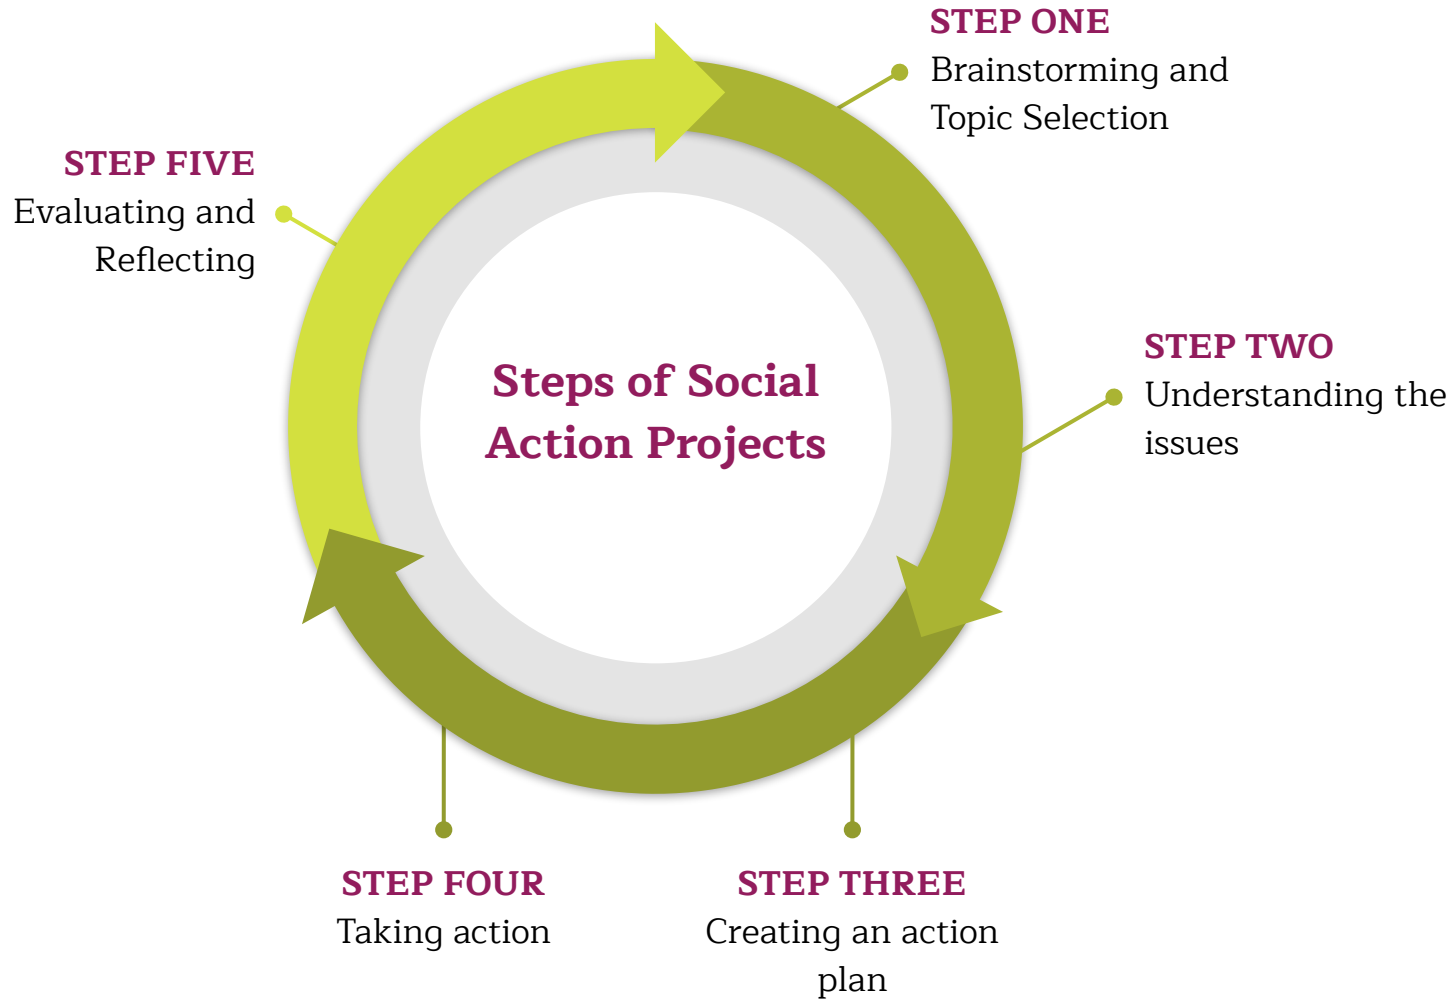 STEP ONE
Brainstorming and
Topic Selection
STEP TWO
Understanding the
issues
STEP THREE
Creating an action
plan
STEP FOUR
Taking action
STEP FIVE
Evaluating and
Reflecting
Steps of Social
Action Projects